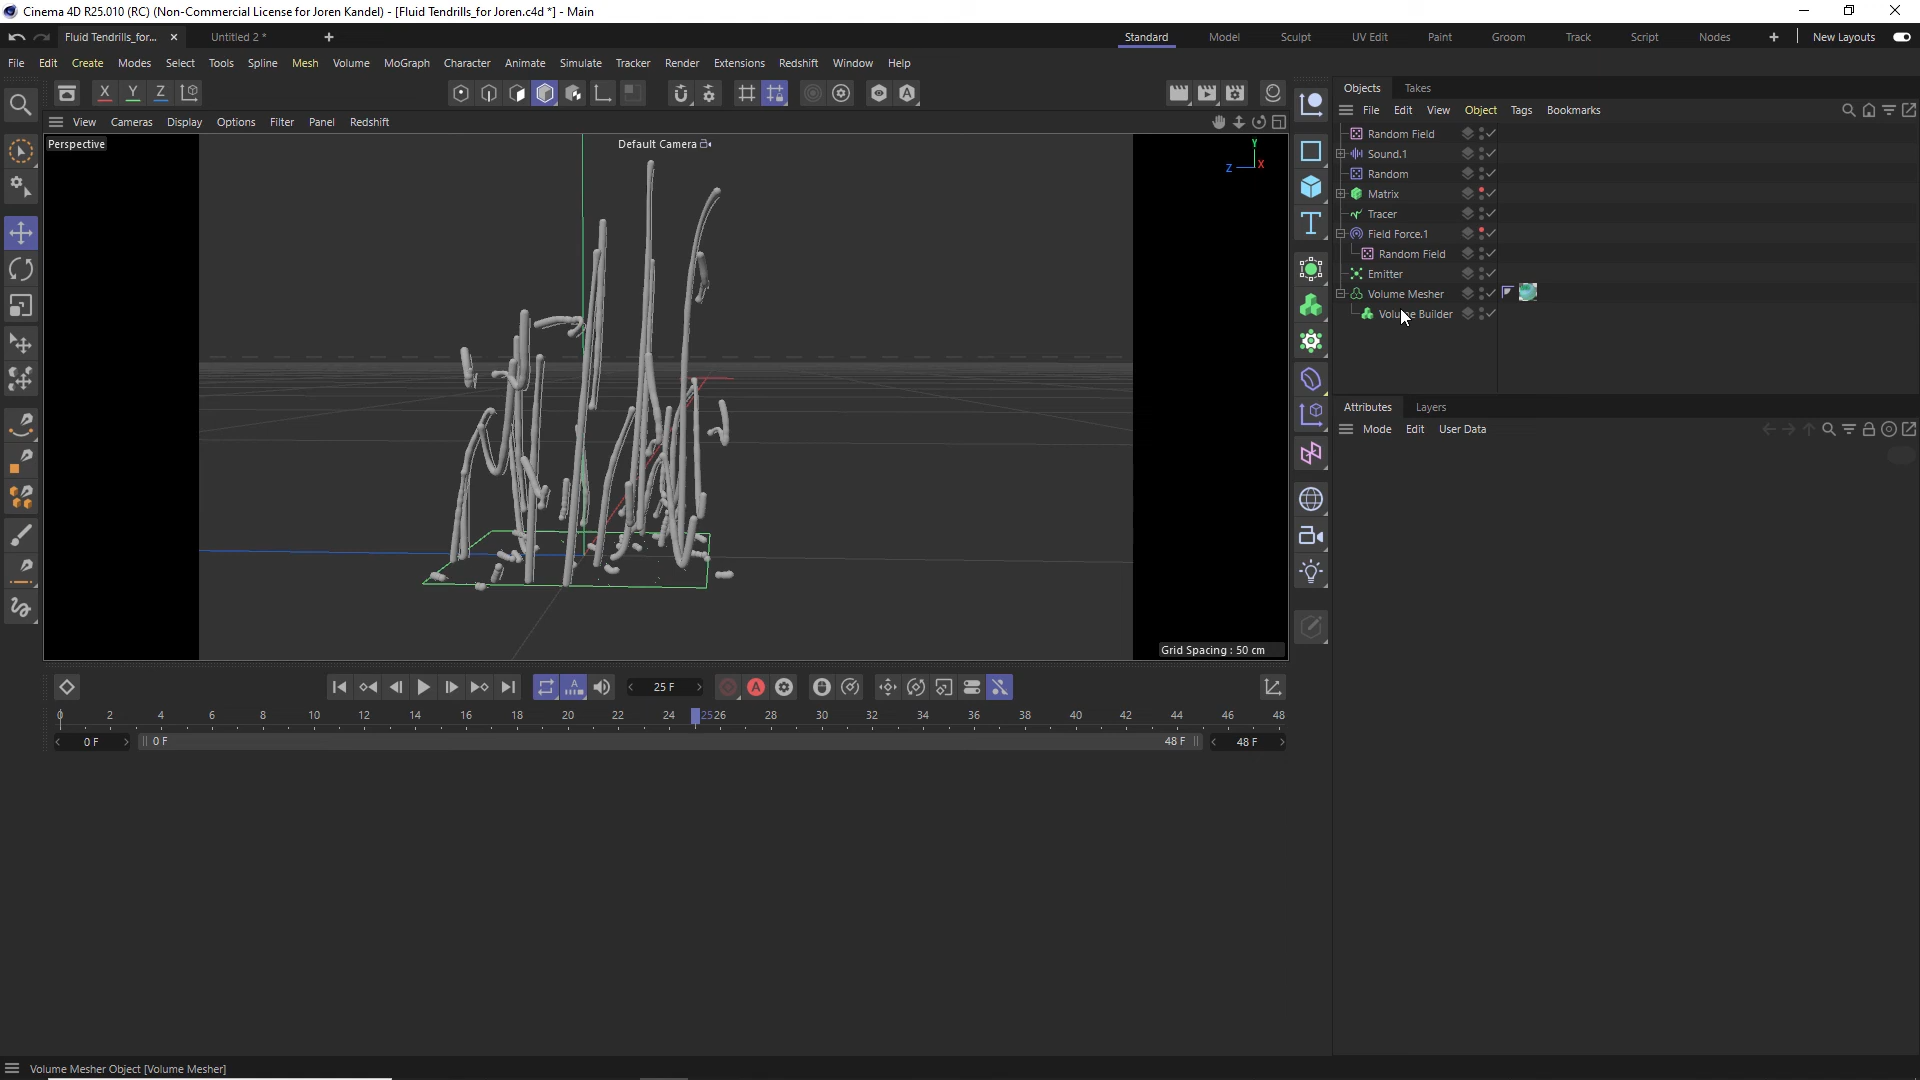 Cinema 4D R25.010 (RC) (Non-Commercial License for Joren Kandel) - [Fluid Tendrills_for Joren.c4d *] - Main
Fluid Tendrills_for... Untitled 2 *
Standard Model Sculpt UV Edit Paint Groom Track Script Nodes New Layouts
File Edit Create Modes Select Tools Spline Mesh Volume MoGraph Character Animate Simulate Tracker Render Extensions Redshift Window Help
X Y Z
View Cameras Display Options Filter Panel Redshift
Perspective
Default Camera
Y
Z X
Grid Spacing : 50 cm
Objects Takes
File Edit View Object Tags Bookmarks
Random Field
Sound.1
Random
Matrix
Tracer
Field Force.1
Random Field
Emitter
Volume Mesher
Volume Builder
Attributes Layers
Mode Edit User Data
25 F
0 2 4 6 8 10 12 14 16 18 20 22 24 2526 28 30 32 34 36 38 40 42 44 46 48
0 F 0 F 48 F 48 F
Volume Mesher Object [Volume Mesher]